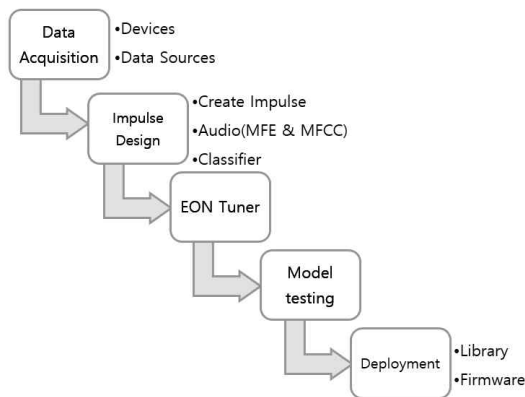 Data
Acquisition
•Devices
•Data Sources
Impulse
Design
•Create Impulse
•Audio(MFE & MFCC)
•Classifier
EON Tuner
Model
testing
Deployment
•Library
•Firmware